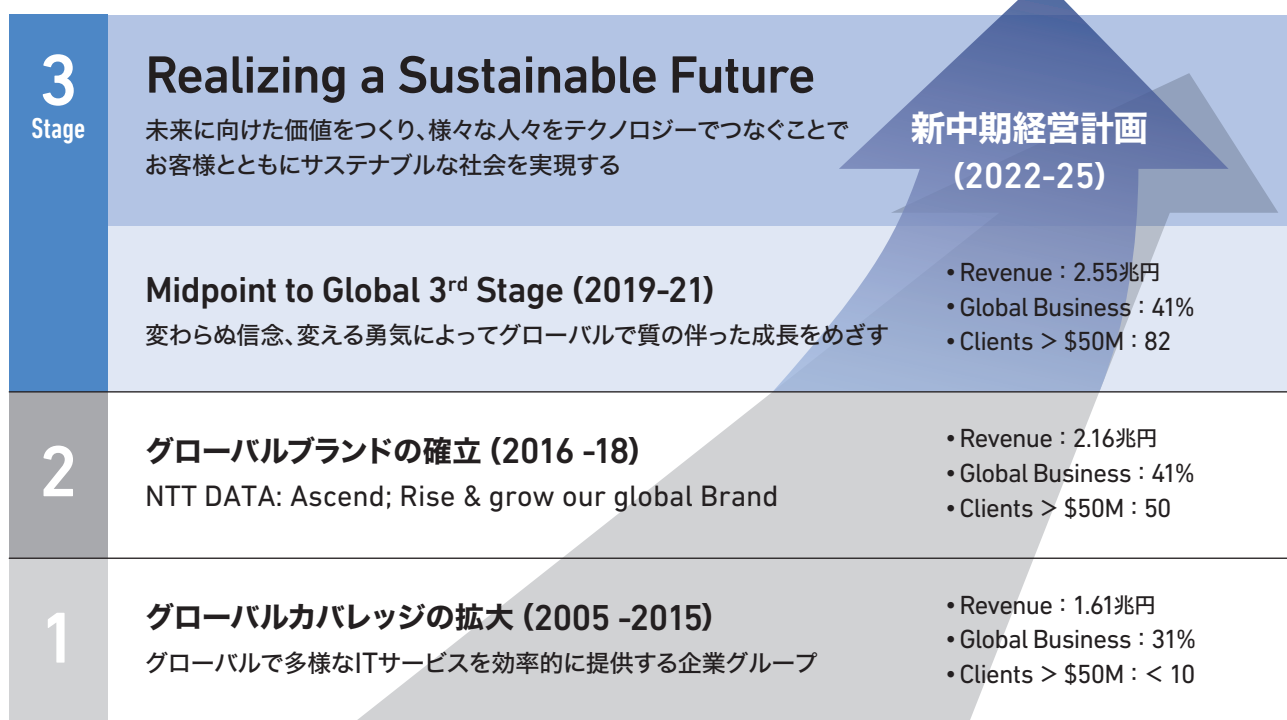 3
Stage
Realizing a Sustainable Future
未来に向けた価値をつくり、様々な人々をテクノロジーでつなぐことで
お客様とともにサステナブルな社会を実現する
新中期経営計画
(2022-25)
Midpoint to Global 3rd Stage (2019-21)
変わらぬ信念、変える勇気によってグローバルで質の伴った成長をめざす
•Revenue：2.55兆円
•Global Business：41%
•Clients > $50M：82
2
グローバルブランドの確立 (2016 -18)
NTT DATA: Ascend; Rise & grow our global Brand
•Revenue：2.16兆円
•Global Business：41%
•Clients > $50M：50
1
グローバルカバレッジの拡大 (2005 -2015)
グローバルで多様なITサービスを効率的に提供する企業グループ
•Revenue：1.61兆円
•Global Business：31%
•Clients > $50M：< 10